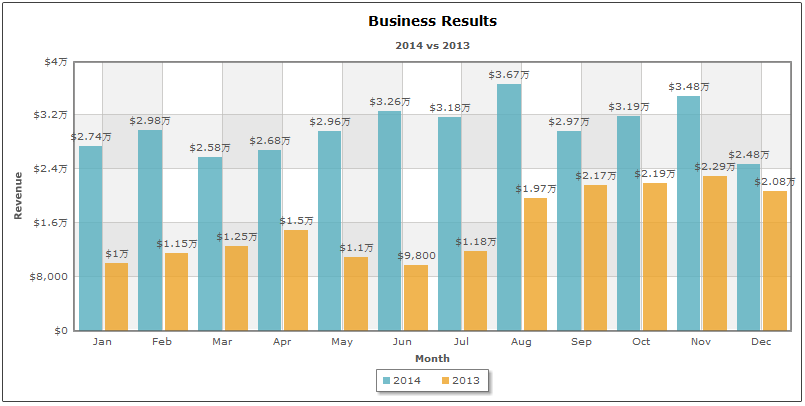 Business Results
2014 vs 2013
Revenue
$4万
$3.2万
$2.4万
$1.6万
$8,000
$0
$2.74万
$1万
$2.98万
$1.15万
$2.58万
$1.25万
$2.68万
$1.5万
$2.96万
$1.1万
$3.26万
$9,800
$3.18万
$1.18万
$3.67万
$1.97万
$2.97万
$2.17万
$3.19万
$2.19万
$3.48万
$2.29万
$2.48万
$2.08万
Jan Feb Mar Apr May Jun Jul Aug Sep Oct Nov Dec
Month
2014 2013